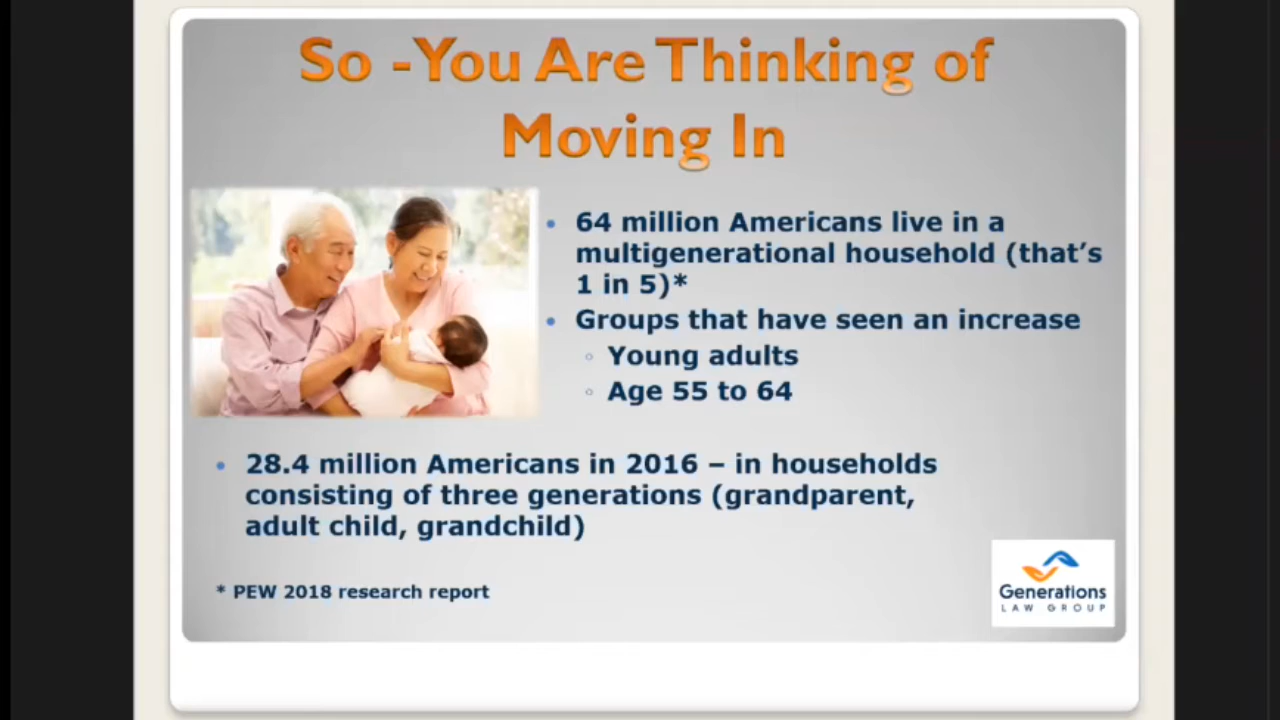 So -You Are Thinking of
Moving In
64 million Americans live in a
multigenerational household (that’s
1 in 5)*
Groups that have seen an increase
Young adults
Age 55 to 64
28.4 million Americans in 2016 – in households
consisting of three generations (grandparent,
adult child, grandchild)
* PEW 2018 research report
Generations
LAW GROUP